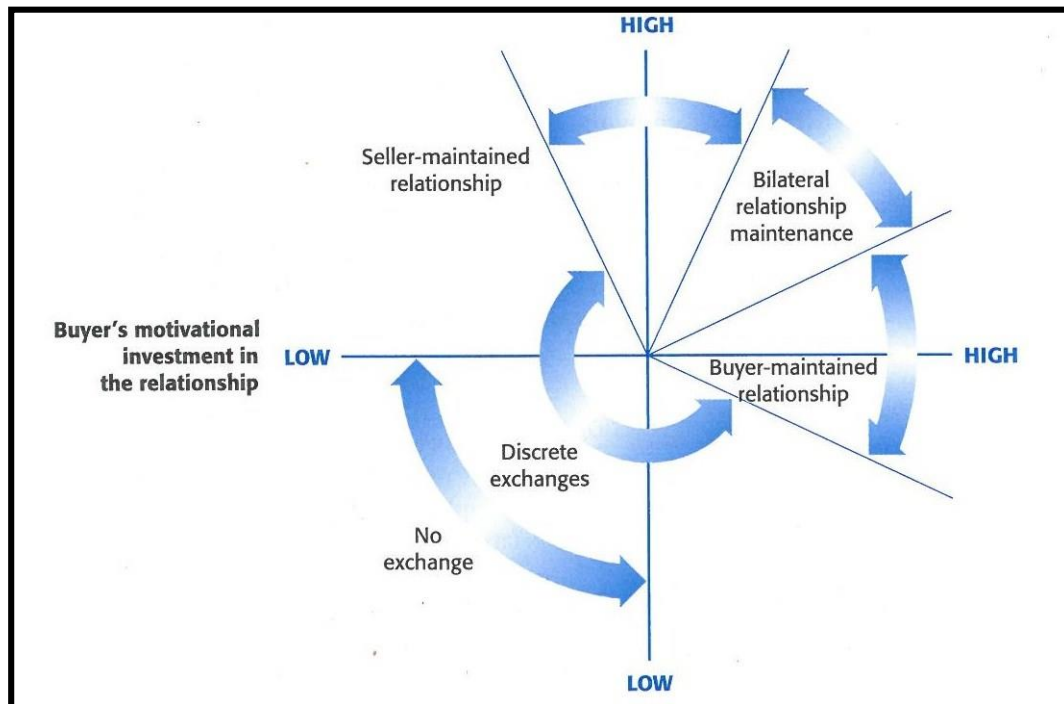 HIGH
Seller-maintained
relationship
Bilateral
relationship
maintenance
Buyer’s motivational
investment in
the relationship
LOW
HIGH
Buyer-maintained
relationship
Discrete
exchanges
No
exchange
LOW